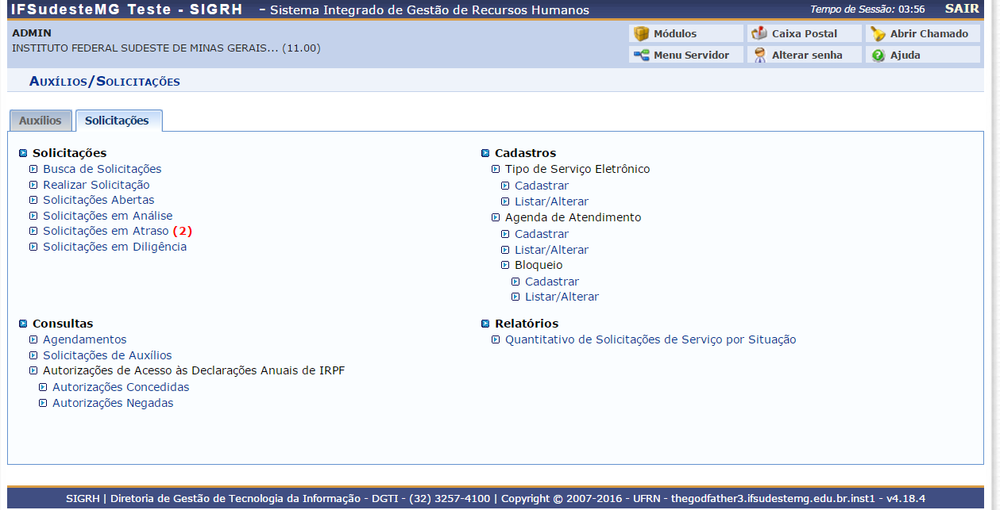 IFSudesteMG Teste - SIGRH - Sistema Integrado de Gestão de Recursos Humanos Tempo de Sessão: 03:56 SAIR
ADMIN
INSTITUTO FEDERAL SUDESTE DE MINAS GERAIS... (11.00)
Módulos Caixa Postal Abrir Chamado
Menu Servidor Alterar senha Ajuda
Auxílios/Solicitações
Auxílios Solicitações
Solicitações
Busca de Solicitações
Realizar Solicitação
Solicitações Abertas
Solicitações em Análise
Solicitações em Atraso (2)
Solicitações em Diligência
Cadastros
Tipo de Serviço Eletrônico
Cadastrar
Listar/Alterar
Agenda de Atendimento
Cadastrar
Listar/Alterar
Bloqueio
Cadastrar
Listar/Alterar
Consultas
Agendamentos
Solicitações de Auxílios
Autorizações de Acesso às Declarações Anuais de IRPF
Autorizações Concedidas
Autorizações Negadas
Relatórios
Quantitativo de Solicitações de Serviço por Situação
SIGRH | Diretoria de Gestão de Tecnologia da Informação - DGTI - (32) 3257-4100 | Copyright © 2007-2016 - UFRN - thegodfather3.ifsudestemg.edu.br.inst1 - v4.18.4